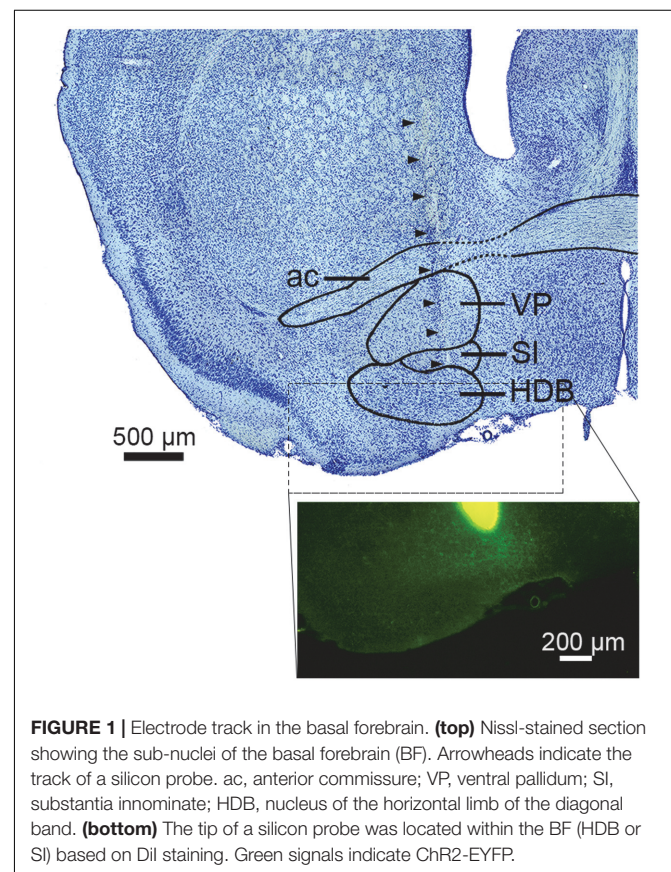 ac
VP
SI
HDB
500 µm
200 µm
FIGURE 1 | Electrode track in the basal forebrain. (top) Nissl-stained section
showing the sub-nuclei of the basal forebrain (BF). Arrowheads indicate the
track of a silicon probe. ac, anterior commissure; VP, ventral pallidum; SI,
substantia innominate; HDB, nucleus of the horizontal limb of the diagonal
band. (bottom) The tip of a silicon probe was located within the BF (HDB or
SI) based on DiI staining. Green signals indicate ChR2-EYFP.